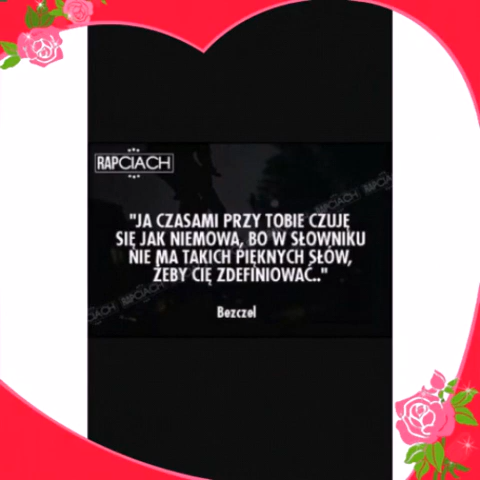 RAPCIACH
"JA CZASAMI PRZY TOBIE CZUJĘ
SIĘ JAK NIEMOWA, BO W SŁOWNIKU
NIE MA TAKICH PIĘKNYCH SŁÓW,
ŻEBY CIĘ ZDEFINIOWAĆ.."
Bezczel